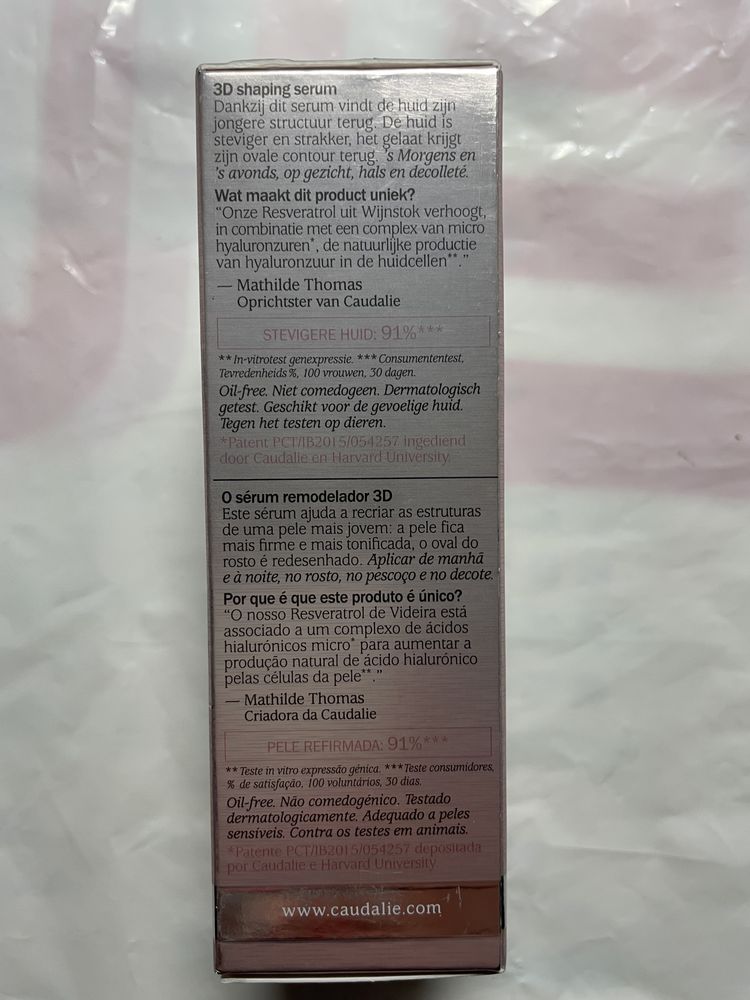 3D shaping serum
Dankzij dit serum vindt de huid zijn
jongere structuur terug. De huid is
steviger en strakker, het gelaat krijgt
zijn ovale contour terug. 's Morgens en
's avonds, op gezicht, hals en decolleté.
Wat maakt dit product uniek?
“Onze Resveratrol uit Wijnstok verhoogt,
in combinatie met een complex van micro
hyaluronzuren*, de natuurlijke productie
van hyaluronzuur in de huidcellen**.”
— Mathilde Thomas
Oprichtster van Caudalie
STEVIGERE HUID: 91%***
** In-vitrotest genexpressie. *** Consumententest,
Tevredenheids %, 100 vrouwen, 30 dagen.
Oil-free. Niet comedogeen. Dermatologisch
getest. Geschikt voor de gevoelige huid.
Tegen het testen op dieren.
*Patent PCT/IB2015/054257 ingediend
door Caudalie en Harvard University.
O sérum remodelador 3D
Este sérum ajuda a recriar as estruturas
de uma pele mais jovem: a pele fica
mais firme e mais tonificada, o oval do
rosto é redesenhado. Aplicar de manhã
e à noite, no rosto, no pescoço e no decote.
Por que é que este produto é único?
“O nosso Resveratrol de Videira está
associado a um complexo de ácidos
hialurónicos micro* para aumentar a
produção natural de ácido hialurónico
pelas células da pele**.”
— Mathilde Thomas
Criadora da Caudalie
PELE REFIRMADA: 91%***
** Teste in vitro expressão génica. *** Teste consumidores,
% de satisfação, 100 voluntários, 30 dias.
Oil-free. Não comedogénico. Testado
dermatologicamente. Adequado a peles
sensíveis. Contra os testes em animais.
*Patente PCT/IB2015/054257 depositada
por Caudalie e Harvard University.
www.caudalie.com